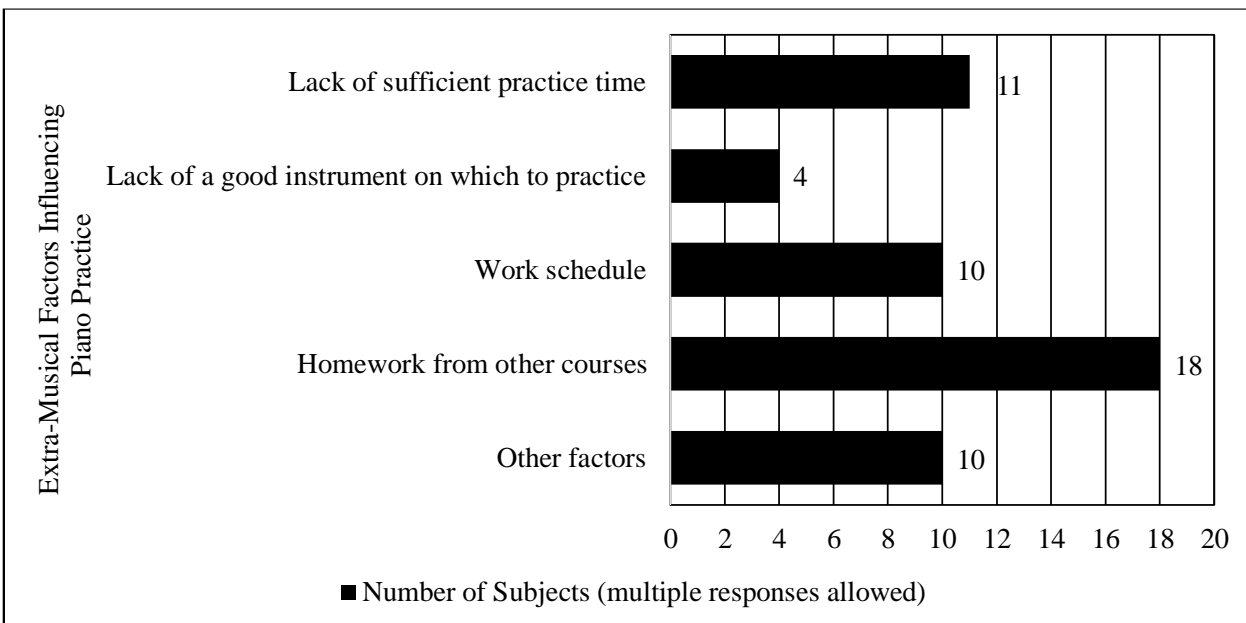 Extra-Musical Factors Influencing
Piano Practice
Lack of sufficient practice time
11
Lack of a good instrument on which to practice
4
Work schedule
10
Homework from other courses
18
Other factors
10
0 2 4 6 8 10 12 14 16 18 20
Number of Subjects (multiple responses allowed)